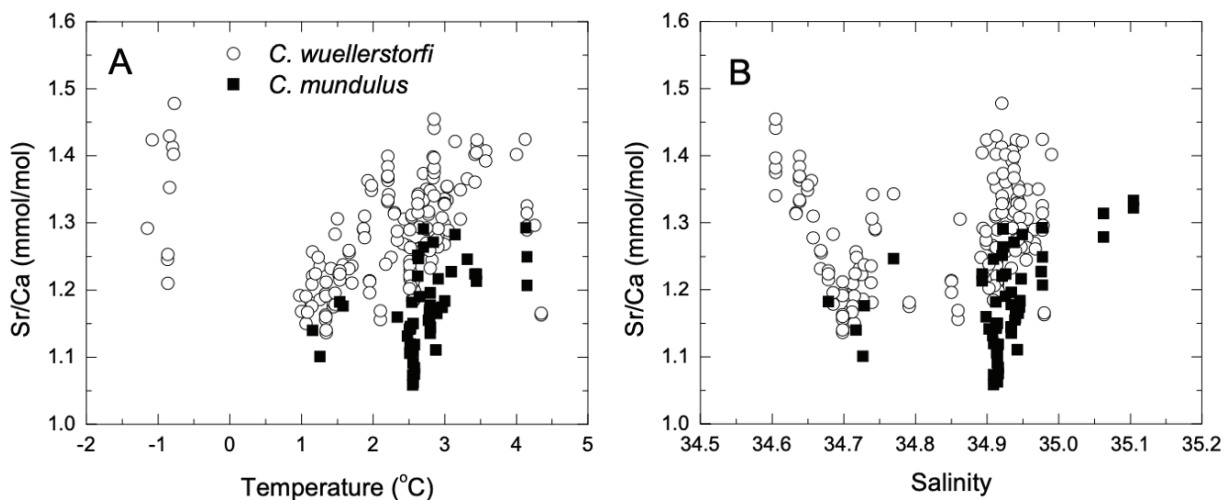 A
C. wuellerstorfi
C. mundulus
Sr/Ca (mmol/mol)
1.6
1.5
1.4
1.3
1.2
1.1
1.0
-2 -1 0 1 2 3 4 5
Temperature (°C)
B
Sr/Ca (mmol/mol)
1.6
1.5
1.4
1.3
1.2
1.1
1.0
34.5 34.6 34.7 34.8 34.9 35.0 35.1 35.2
Salinity